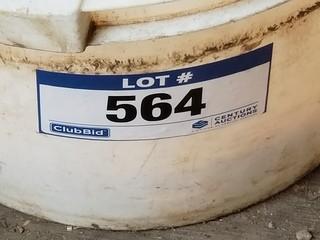 LOT #
564
ClubBid
CENTURY
AUCTIONS